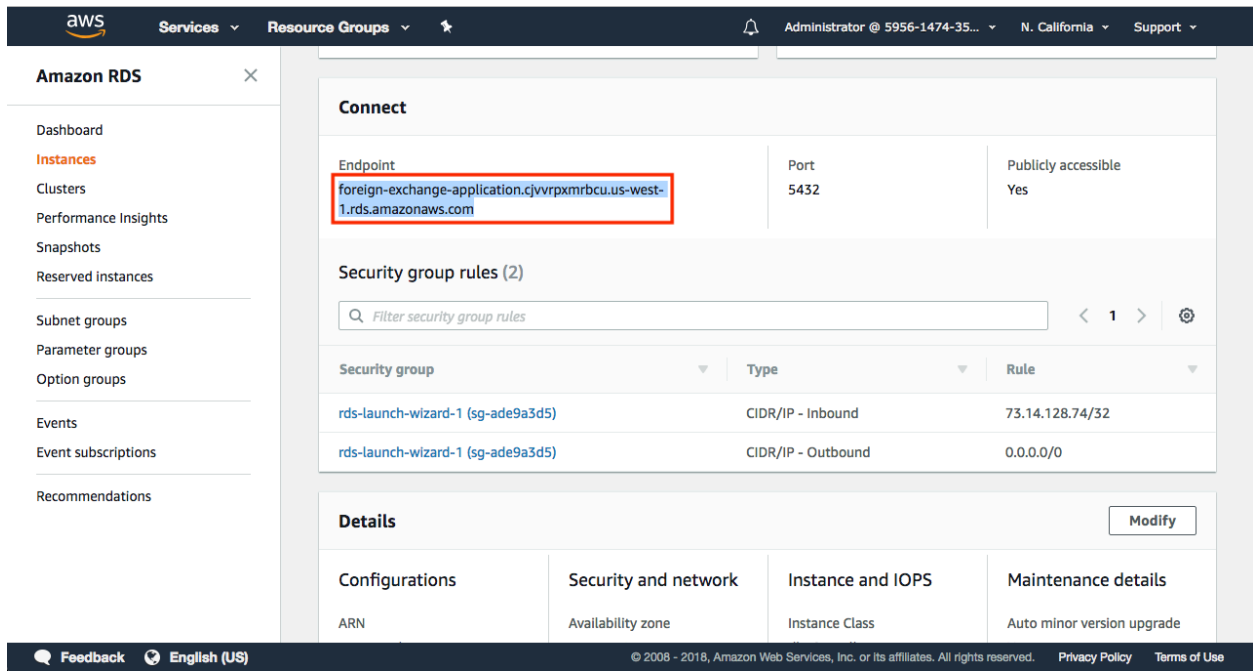 aws Services Resource Groups Administrator @ 5956-1474-35... N. California Support
Amazon RDS
Dashboard
Instances
Clusters
Performance Insights
Snapshots
Reserved instances
Subnet groups
Parameter groups
Option groups
Events
Event subscriptions
Recommendations
Connect
Endpoint
foreign-exchange-application.cjvvrpxmrbcu.us-west-
1.rds.amazonaws.com
Port
5432
Publicly accessible
Yes
Security group rules (2)
Filter security group rules
1
Security group Type Rule
rds-launch-wizard-1 (sg-ade9a3d5) CIDR/IP - Inbound 73.14.128.74/32
rds-launch-wizard-1 (sg-ade9a3d5) CIDR/IP - Outbound 0.0.0.0/0
Details Modify
Configurations Security and network Instance and IOPS Maintenance details
ARN Availability zone Instance Class Auto minor version upgrade
Feedback English (US) © 2008 - 2018, Amazon Web Services, Inc. or its affiliates. All rights reserved. Privacy Policy Terms of Use